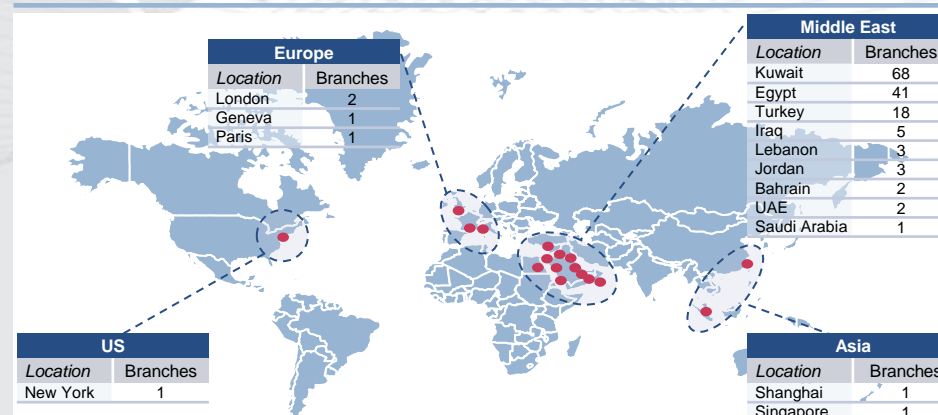 Europe
Location Branches
London 2
Geneva 1
Paris 1
Middle East
Location Branches
Kuwait 68
Egypt 41
Turkey 18
Iraq 5
Lebanon 3
Jordan 3
Bahrain 2
UAE 2
Saudi Arabia 1
US
Location Branches
New York 1
Asia
Location Branches
Shanghai 1
Singapore 1